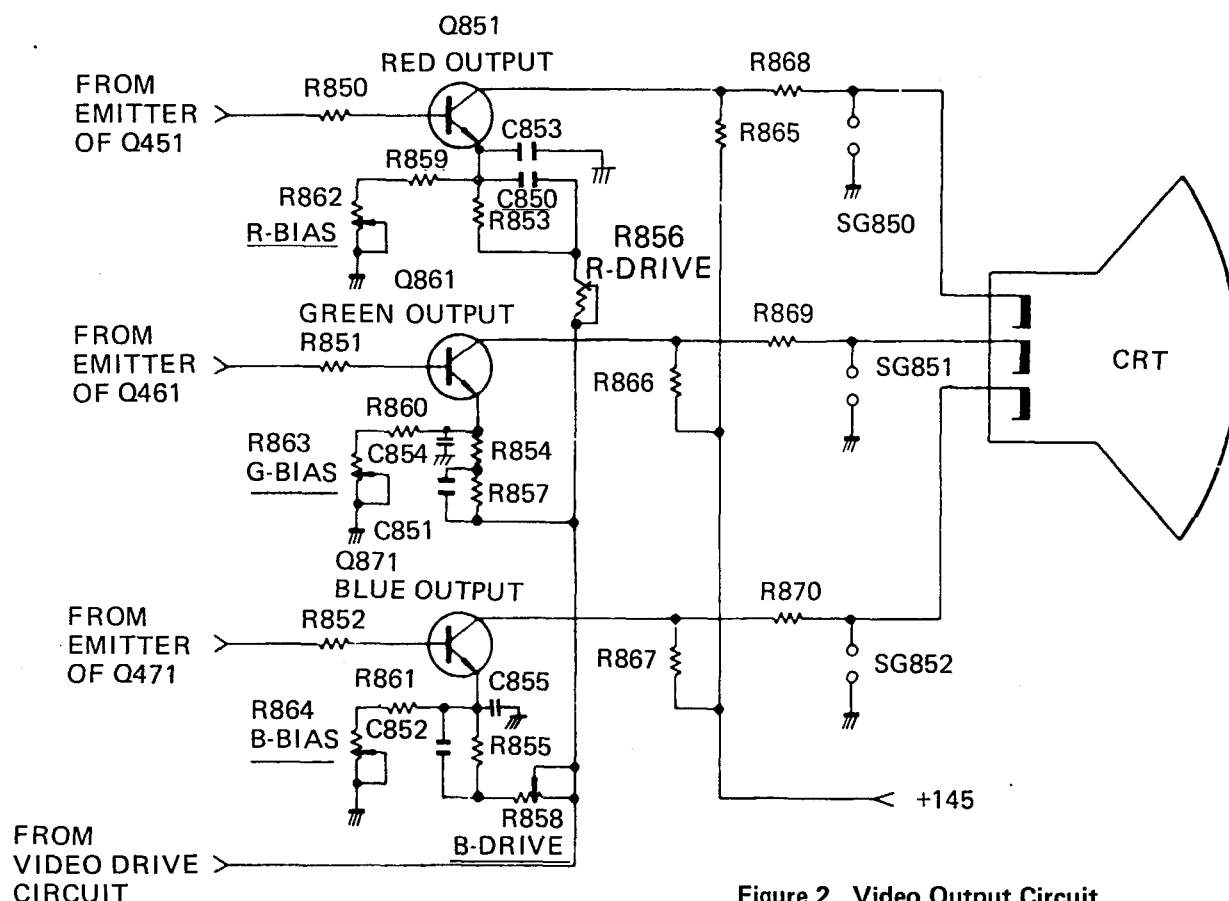 Q851
RED OUTPUT
FROM
EMITTER
OF Q451
R850
C853
R859
R862
R-BIAS
C850
R853
R856
R-DRIVE
R868
R865
SG850
Q861
GREEN OUTPUT
FROM
EMITTER
OF Q461
R851
R869
R866
SG851
CRT
R860
R863
G-BIAS
C854
R854
R857
C851
Q871
BLUE OUTPUT
FROM
EMITTER
OF Q471
R852
R870
R867
SG852
R861
C855
R864
B-BIAS
C852
R855
R858
B-DRIVE
+145
FROM
VIDEO DRIVE
CIRCUIT
Figure 2 Video Output Circuit